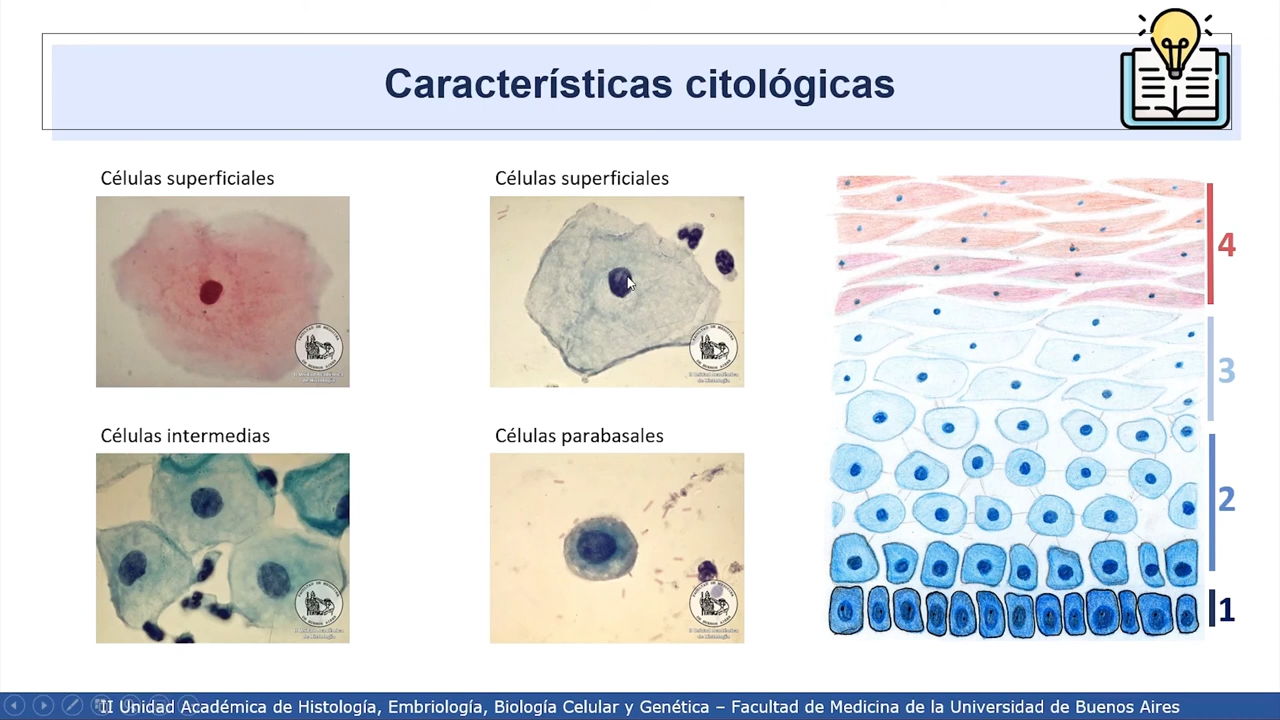 Características citológicas
Células superficiales
Células superficiales
Células intermedias
Células parabasales
4
3
2
1
II Unidad Académica de Histología, Embriología, Biología Celular y Genética – Facultad de Medicina de la Universidad de Buenos Aires